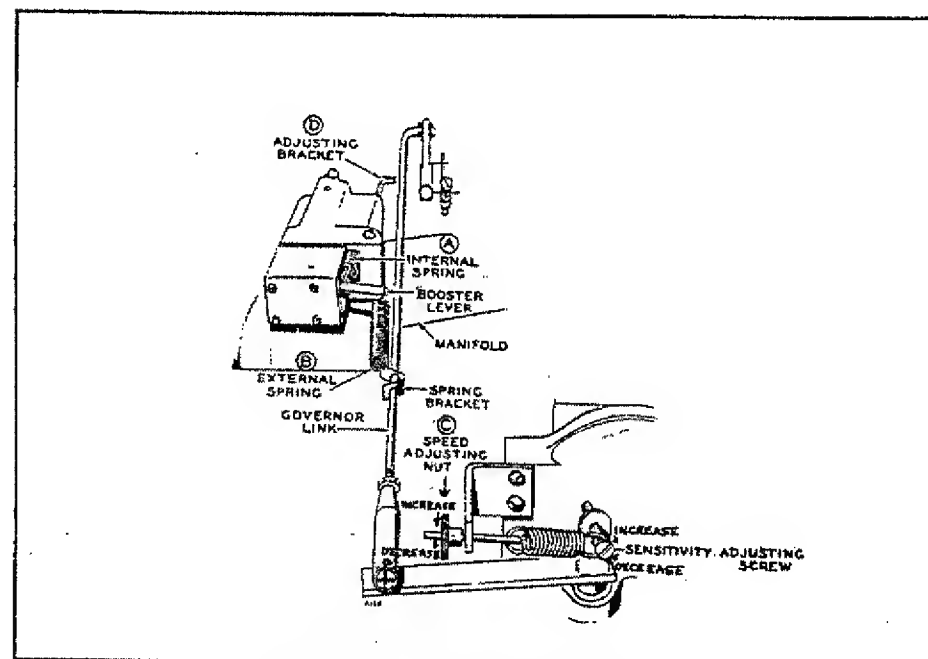 D
ADJUSTING
BRACKET
A
INTERNAL
SPRING
BOOSTER
LEVER
MANIFOLD
B
EXTERNAL
SPRING
SPRING
BRACKET
GOVERNOR
LINK
C
SPEED
ADJUSTING
NUT
INCREASE
DECREASE
INCREASE
SENSITIVITY ADJUSTING
SCREW
DECREASE